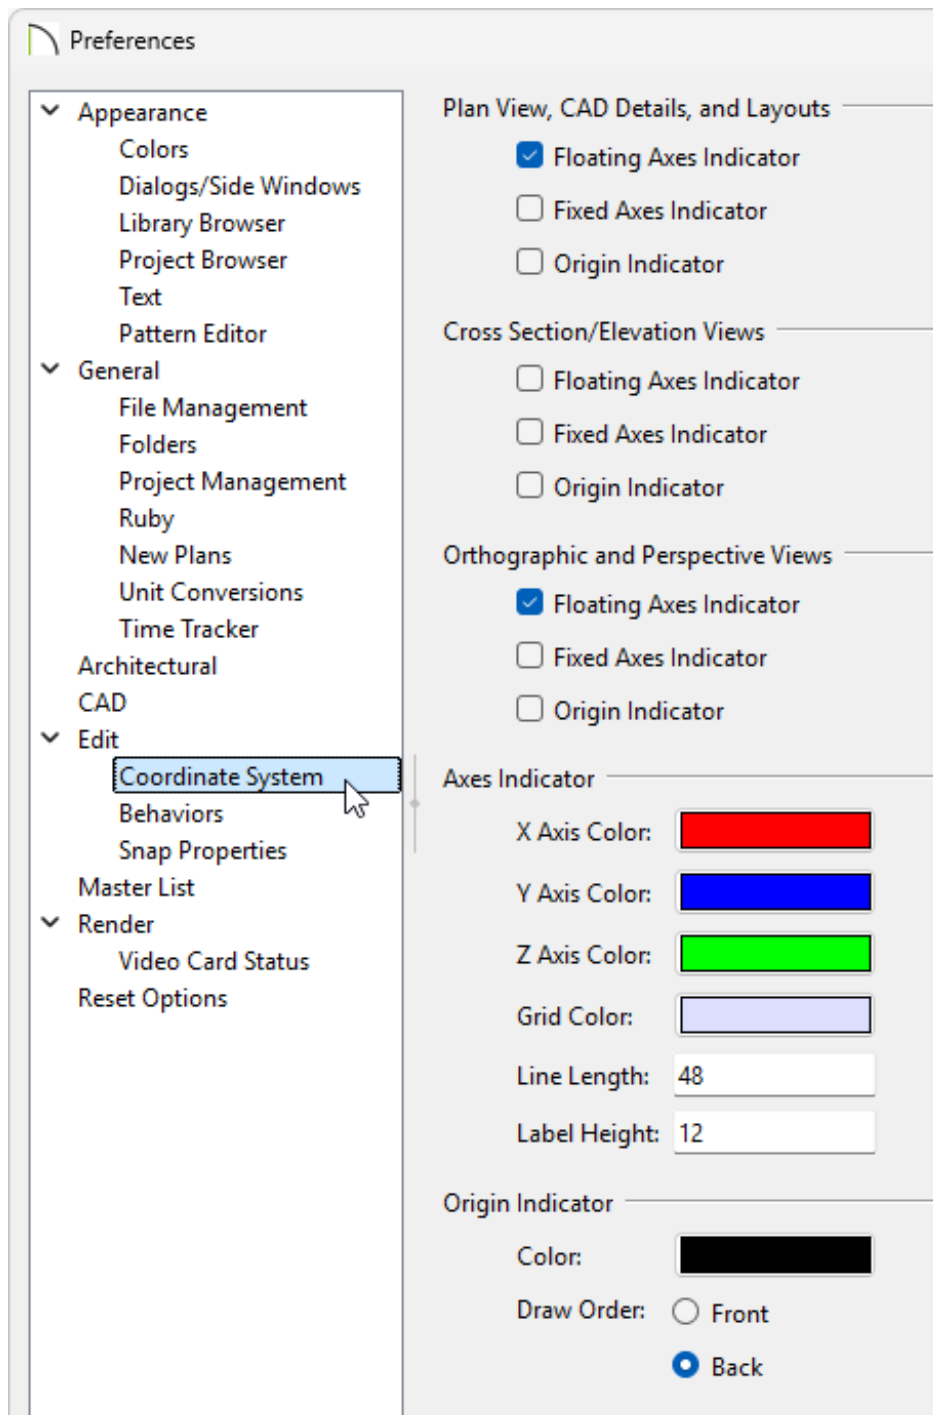 Preferences
Appearance
Colors
Dialogs/Side Windows
Library Browser
Project Browser
Text
Pattern Editor
General
File Management
Folders
Project Management
Ruby
New Plans
Unit Conversions
Time Tracker
Architectural
CAD
Edit
Coordinate System
Behaviors
Snap Properties
Master List
Render
Video Card Status
Reset Options
Plan View, CAD Details, and Layouts
Floating Axes Indicator
Fixed Axes Indicator
Origin Indicator
Cross Section/Elevation Views
Floating Axes Indicator
Fixed Axes Indicator
Origin Indicator
Orthographic and Perspective Views
Floating Axes Indicator
Fixed Axes Indicator
Origin Indicator
Axes Indicator
X Axis Color:
Y Axis Color:
Z Axis Color:
Grid Color:
Line Length: 48
Label Height: 12
Origin Indicator
Color:
Draw Order: Front
Back